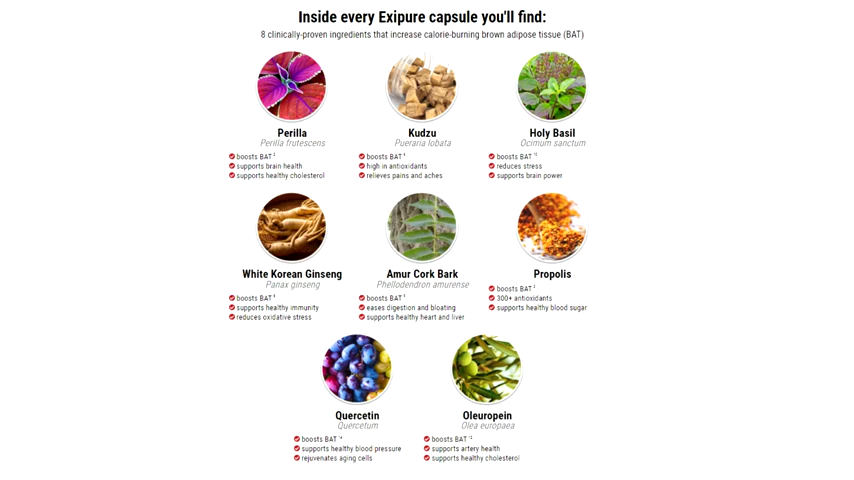 Inside every Exipure capsule you'll find:
8 clinically-proven ingredients that increase calorie-burning brown adipose tissue (BAT)
Perilla
Perilla frutescens
boosts BAT
supports brain health
supports healthy cholesterol
Kudzu
Pueraria lobata
boosts BAT
high in antioxidants
relieves pains and aches
Holy Basil
Ocimum sanctum
boosts BAT
reduces stress
supports brain power
White Korean Ginseng
Panax ginseng
boosts BAT
supports healthy immunity
reduces oxidative stress
Amur Cork Bark
Phellodendron amurense
boosts BAT
eases digestion and bloating
supports healthy heart and liver
Propolis
boosts BAT
300+ antioxidants
supports healthy blood sugar
Quercetin
Quercetum
boosts BAT
supports healthy blood pressure
rejuvenates aging cells
Oleuropein
Olea europaea
boosts BAT
supports artery health
supports healthy cholesterol